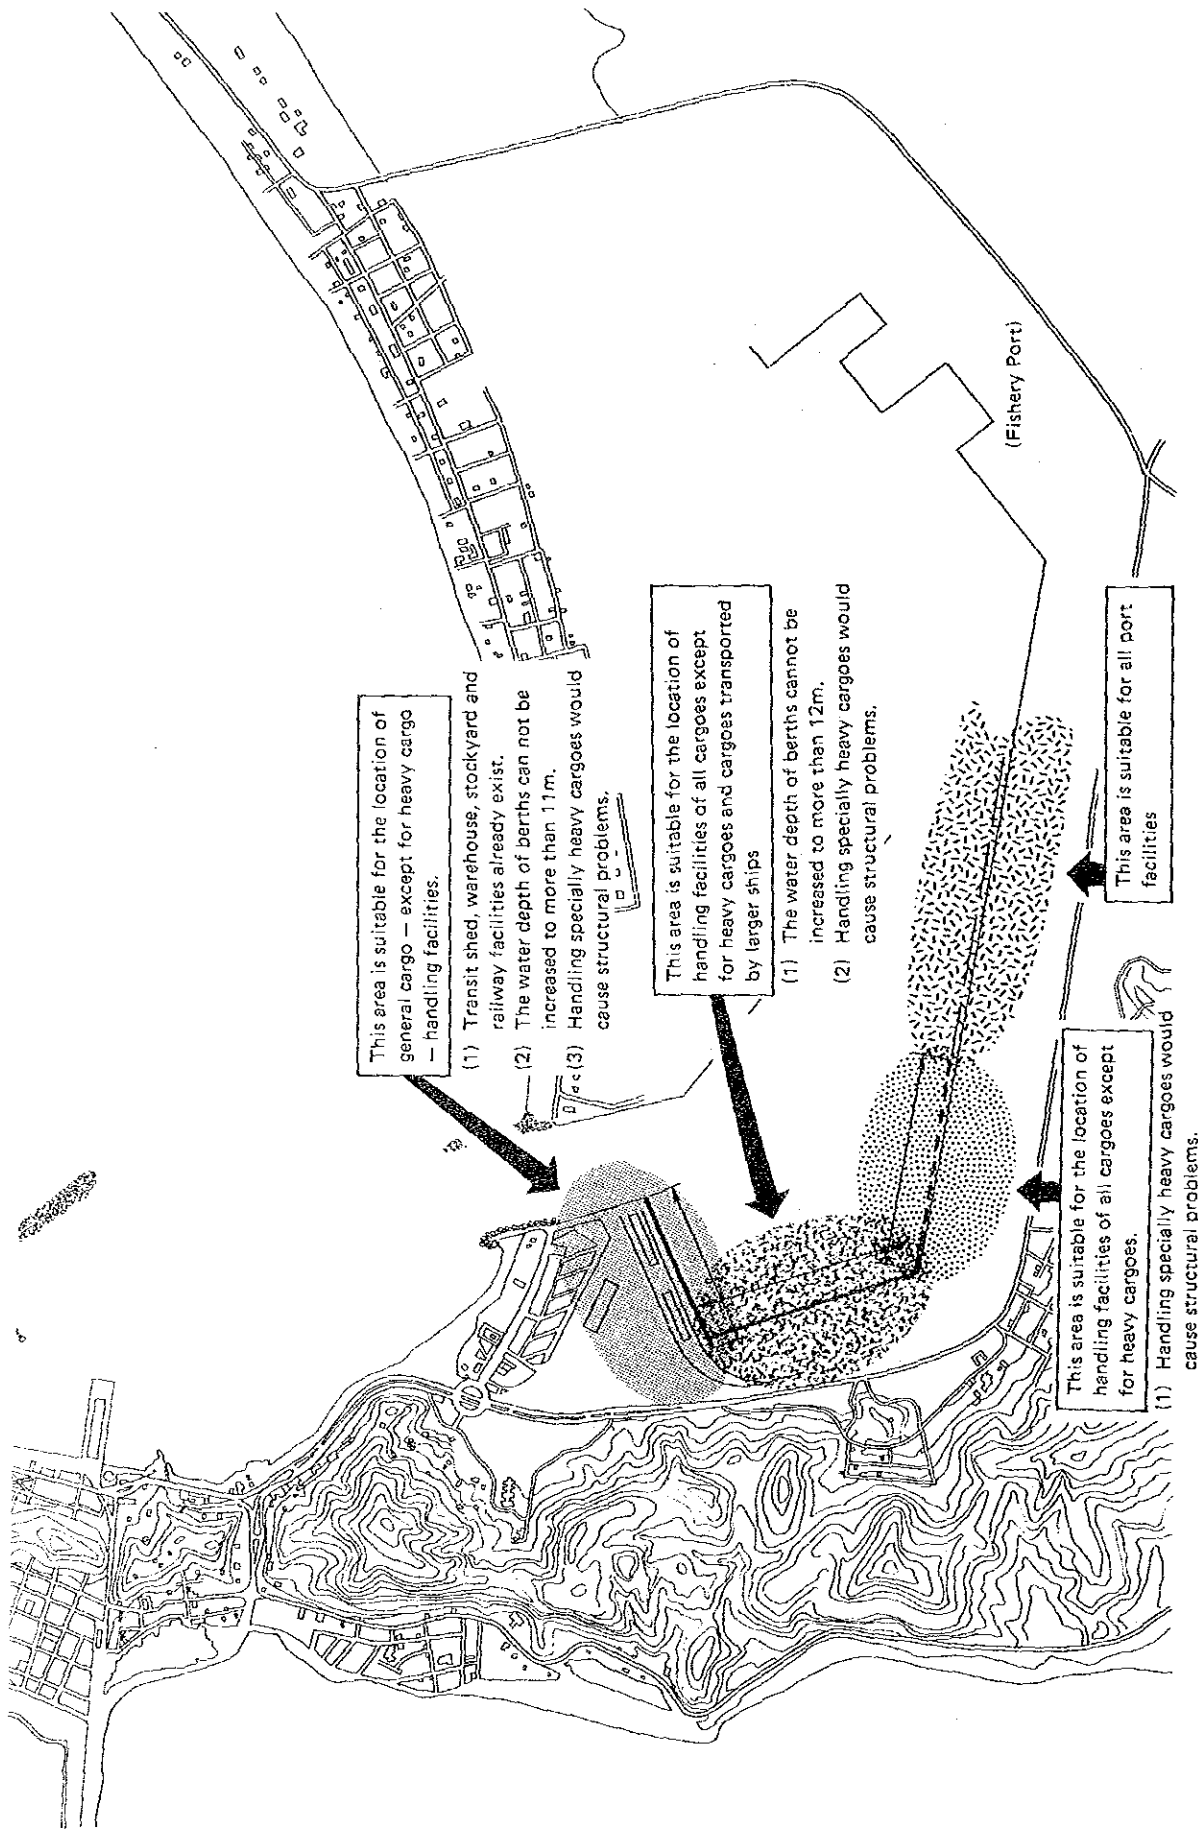 This area is suitable for the location of
general cargo – except for heavy cargo
– handling facilities.
(1) Transit shed, warehouse, stockyard and
railway facilities already exist.
(2) The water depth of berths can not be
increased to more than 11m.
(3) Handling specially heavy cargoes would
cause structural problems.
This area is suitable for the location of
handling facilities of all cargoes except
for heavy cargoes and cargoes transported
by larger ships
(1) The water depth of berths cannot be
increased to more than 12m.
(2) Handling specially heavy cargoes would
cause structural problems.
(Fishery Port)
This area is suitable for the location of
handling facilities of all cargoes except
for heavy cargoes.
(1) Handling specially heavy cargoes would
cause structural problems.
This area is suitable for all port
facilities